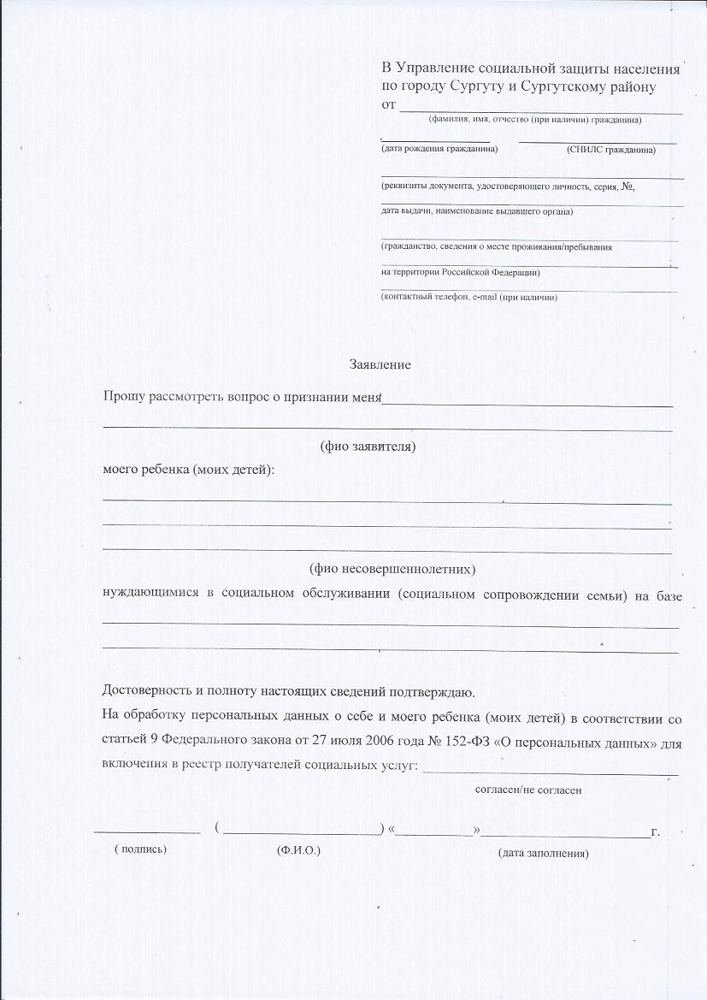 В Управление социальной защиты населения
по городу Сургуту и Сургутскому району
от
(фамилия, имя, отчество (при наличии) гражданина)
(дата рождения гражданина) (СНИЛС гражданина)
(реквизиты документа, удостоверяющего личность, серия, №,
дата выдачи, наименование выдавшего органа)
(гражданство, сведения о месте проживания/пребывания
на территории Российской Федерации)
(контактный телефон, e-mail (при наличии)
Заявление
Прошу рассмотреть вопрос о признании меня
(фио заявителя)
моего ребенка (моих детей):
(фио несовершеннолетних)
нуждающимися в социальном обслуживании (социальном сопровождении семьи) на базе
Достоверность и полноту настоящих сведений подтверждаю.
На обработку персональных данных о себе и моего ребенка (моих детей) в соответствии со
статьей 9 Федерального закона от 27 июля 2006 года № 152-ФЗ «О персональных данных» для
включения в реестр получателей социальных услуг:
согласен/не согласен
( ) « » г.
( подпись) (Ф.И.О.) (дата заполнения)